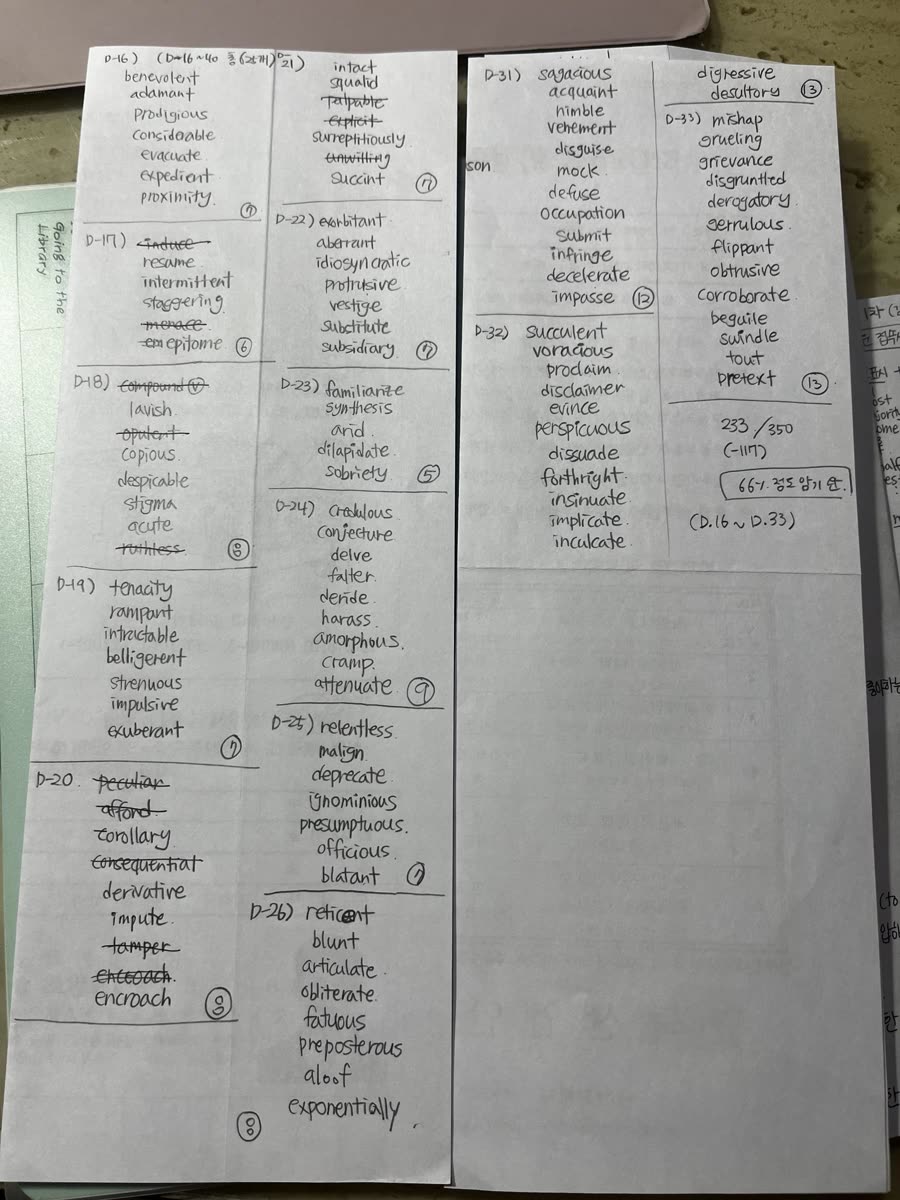 D-16) (D-16~40 중
benevolent
adamant
prodigious
considerable
evacuate
expedient
proximity
⑦
D-17) induce
resume
intermittent
staggering
menace
em epitome ⑥
D-18) compound ⓥ
lavish
opulent
copious
despicable
stigma
acute
ruthless ⑧
D-19) tenacity
rampant
intractable
belligerent
strenuous
impulsive
exuberant
⑦
D-20. peculiar
afford
corollary
consequential
derivative
impute
tamper
encroach
encroach ⑧
D-21)
intact
squalid
palpable
explicit
surreptitiously
unwilling
succint ⑦
D-22) exorbitant
aberrant
idiosyncratic
protrusive
vestige
substitute
subsidiary ⑦
D-23) familiarize
synthesis
arid
dilapidate
sobriety ⑤
D-24) credulous
conjecture
delve
falter
deride
harass
amorphous
cramp
attenuate ⑨
D-25) relentless
malign
deprecate
ignominious
presumptuous
officious
blatant ⑦
D-26) reticent
blunt
articulate
obliterate
fatuous
preposterous
aloof
exponentially
⑧
son
D-31) sagacious
acquaint
nimble
vehement
disguise
mock
defuse
occupation
submit
infringe
decelerate
impasse ⑫
D-32) succulent
voracious
proclaim
disclaimer
evince
perspicuous
dissuade
forthright
insinuate
implicate
inculcate
digressive
desultory ⑬
D-33) mishap
grueling
grievance
disgruntled
derogatory
gerrulous
flippant
obtrusive
corroborate
beguile
swindle
tout
pretext ⑬
233/350
(-117)
66% 정도 암기 완.
(D.16~D.33)
Going to the
Library